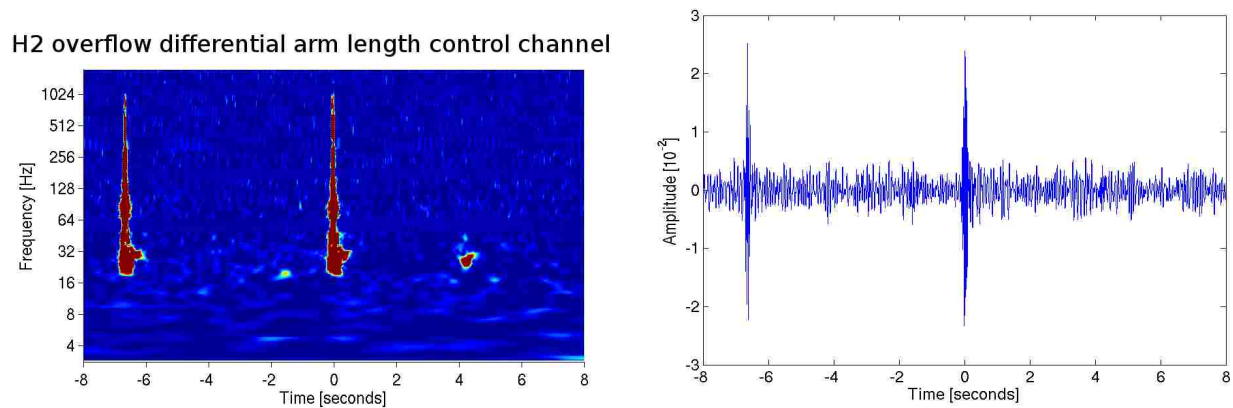 H2 overflow differential arm length control channel
Frequency [Hz]
1024
512
256
128
64
32
16
8
4
-8 -6 -4 -2 0 2 4 6 8
Time [seconds]
Amplitude [10^-2]
3
2
1
0
-1
-2
-3
-8 -6 -4 -2 0 2 4 6 8
Time [seconds]